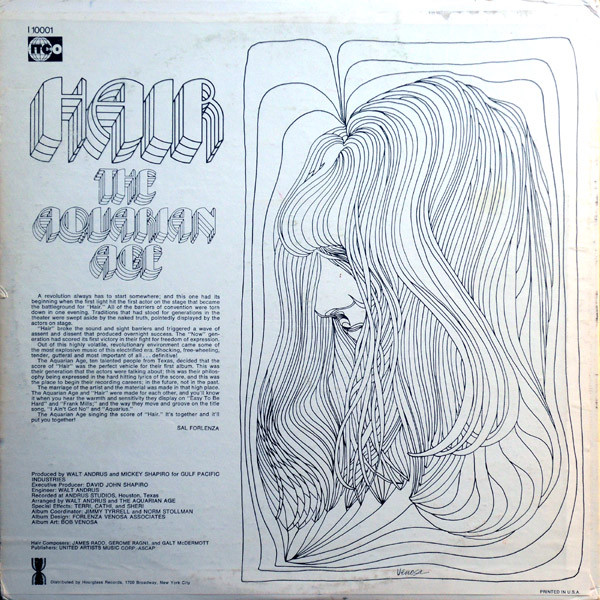 I 10001
ITCO
HAIR
THE
AQUARIAN
AGE
A revolution always has to start somewhere; and this one had its
beginning when the first light hit the first actor on the stage that became
the battleground for "Hair." All of the barriers of convention were torn
down in one evening. Traditions that had stood for generations in the
theater were swept aside by the naked truth, pointedly displayed by the
actors on stage.
"Hair" broke the sound and sight barriers and triggered a wave of
assent and dissent that produced overnight success. The "Now" gen-
eration had scored its first victory in their fight for freedom of expression.
Out of this highly volatile, revolutionary environment came some of
the most explosive music of this electrified era. Shocking, free-wheeling,
tender, gutteral and most important of all . . . definitive!
The Aquarian Age, ten talented people from Texas, decided that the
score of "Hair" was the perfect vehicle for their first album. This was
their generation that the actors were talking about; this was their philos-
ophy being expressed in the hard hitting lyrics of the score, and this was
the place to begin their recording careers; in the future, not in the past.
The marriage of the artist and the material was made in that high place.
The Aquarian Age and "Hair" were made for each other, and you'll know
it when you hear the warmth and sensitivity they display on "Easy To Be
Hard" and "Frank Mills;" and the way they move and groove on the title
song, "I Ain't Got No" and "Aquarius."
The Aquarian Age singing the score of "Hair." It's together and it'll
put you together!
SAL FORLENZA
Produced by WALT ANDRUS and MICKEY SHAPIRO for GULF PACIFIC
INDUSTRIES
Executive Producer: DAVID JOHN SHAPIRO
Engineer: WALT ANDRUS
Recorded at ANDRUS STUDIOS, Houston, Texas
Arranged by WALT ANDRUS and THE AQUARIAN AGE
Special Effects: TERRI, CATHI, and SHERI
Album Coordinator: JIMMY TYRRELL and NORM STOLLMAN
Album Design: FORLENZA VENOSA ASSOCIATES
Album Art: BOB VENOSA
Hair Composers: JAMES RADO, GEROME RAGNI, and GALT McDERMOTT
Publishers: UNITED ARTISTS MUSIC CORP: ASCAP
Distributed by Hourglass Records, 1700 Broadway, New York City
VENOSA
PRINTED IN U.S.A.